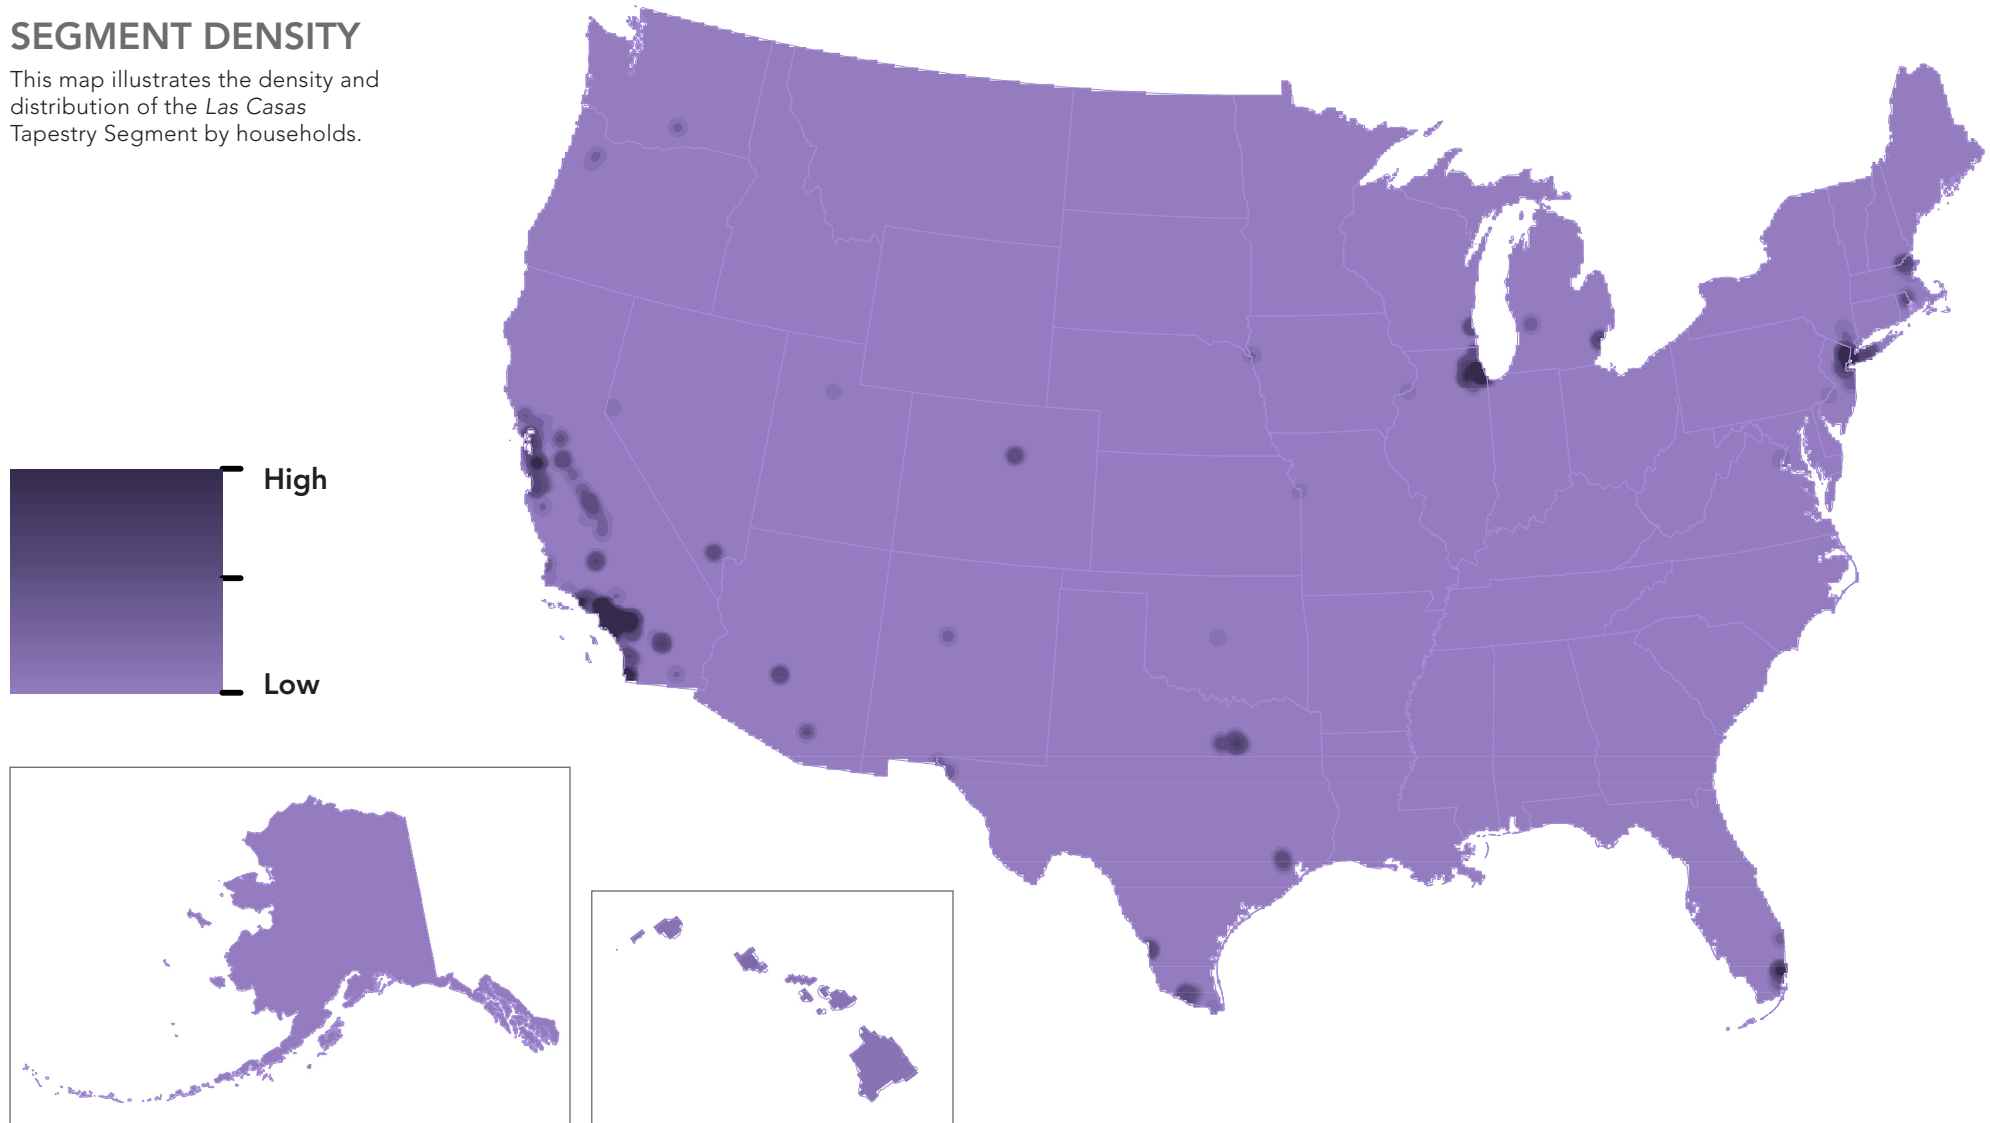 SEGMENT DENSITY
This map illustrates the density and
distribution of the Las Casas
Tapestry Segment by households.
High
Low